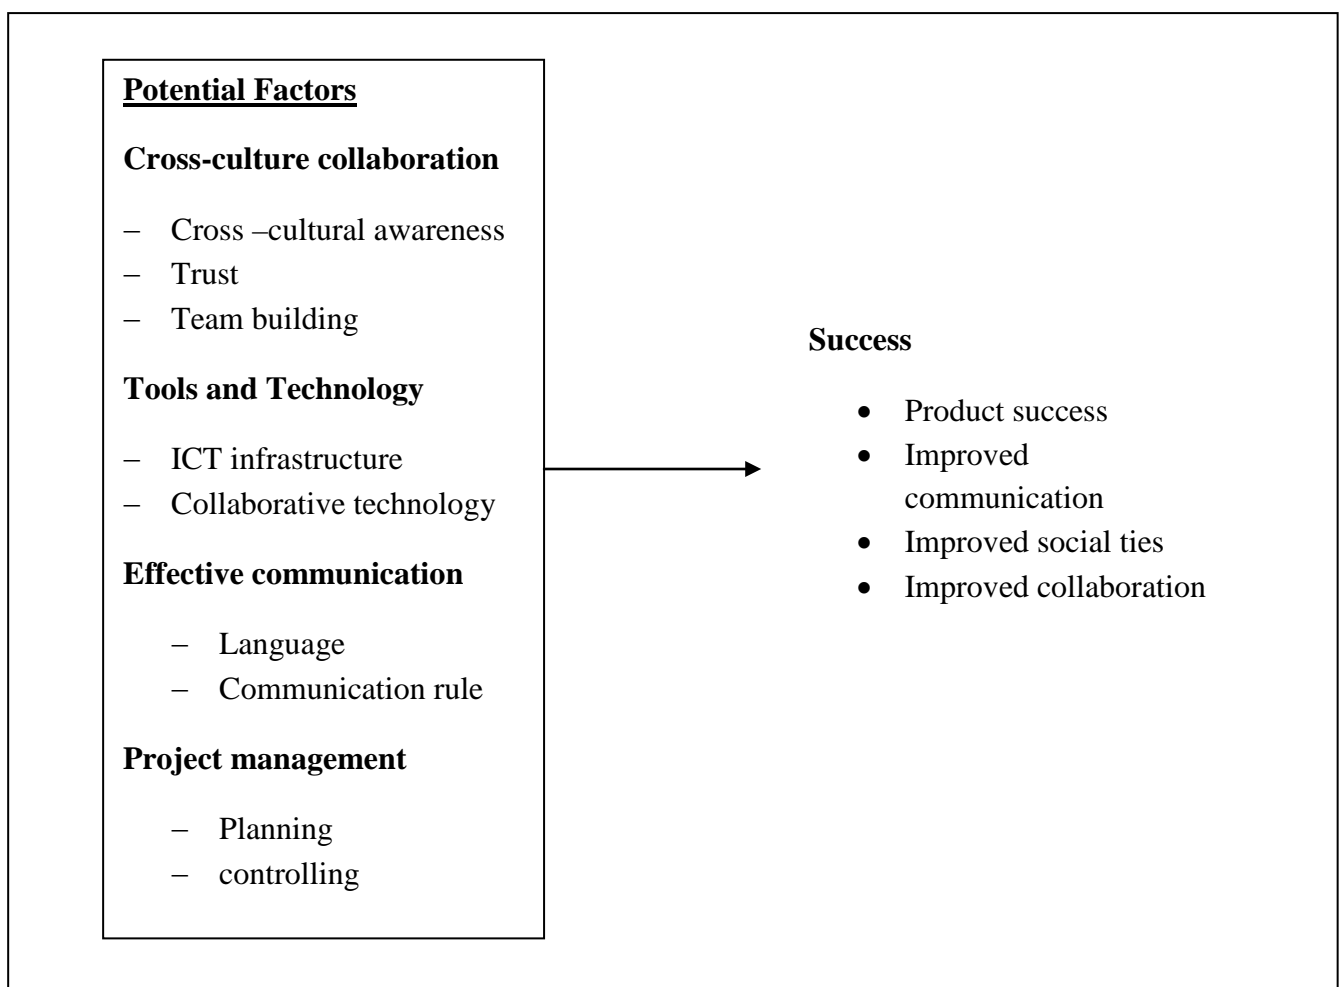 Potential Factors
Cross-culture collaboration
− Cross –cultural awareness
− Trust
− Team building
Tools and Technology
− ICT infrastructure
− Collaborative technology
Effective communication
− Language
− Communication rule
Project management
− Planning
− controlling
Success
• Product success
• Improved
communication
• Improved social ties
• Improved collaboration